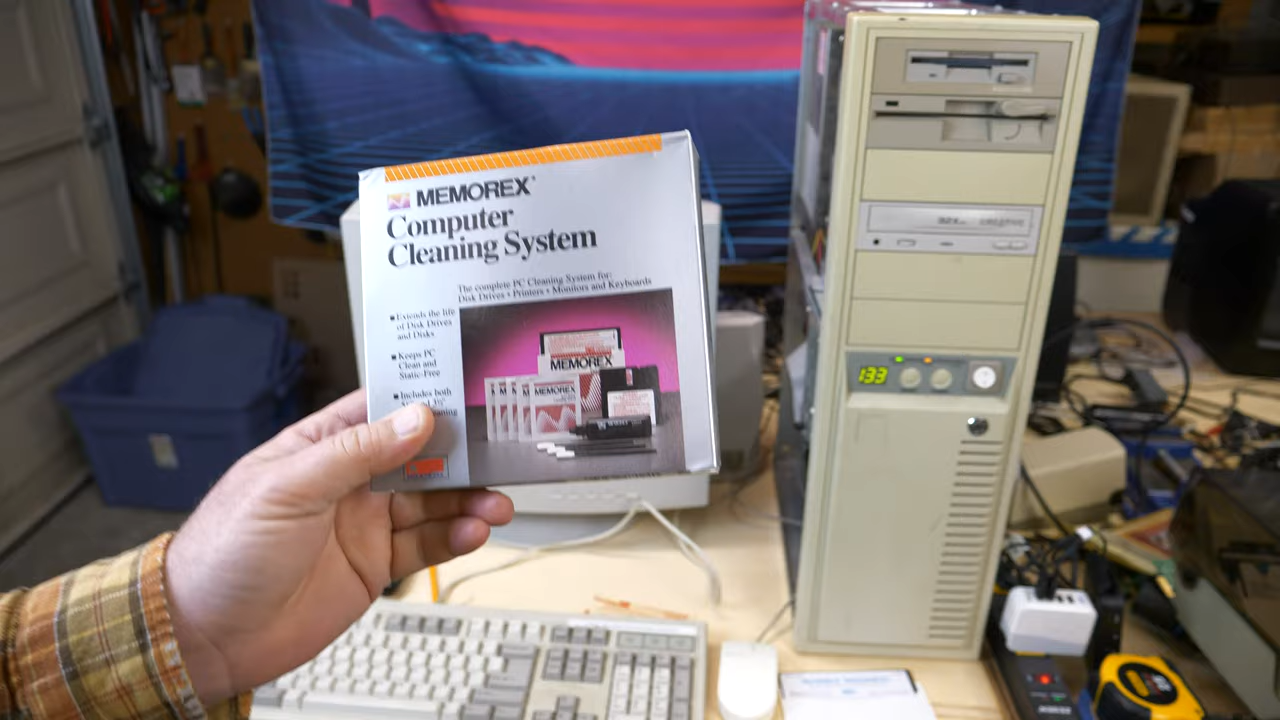 MEMOREX®
Computer
Cleaning System
The complete PC Cleaning System for:
Disk Drives • Printers • Monitors and Keyboards
■ Extends the life
of Disk Drives
and Disks
■ Keeps PC
Clean and
Static-Free
■ Includes both
MEMOREX
MEMOREX
133